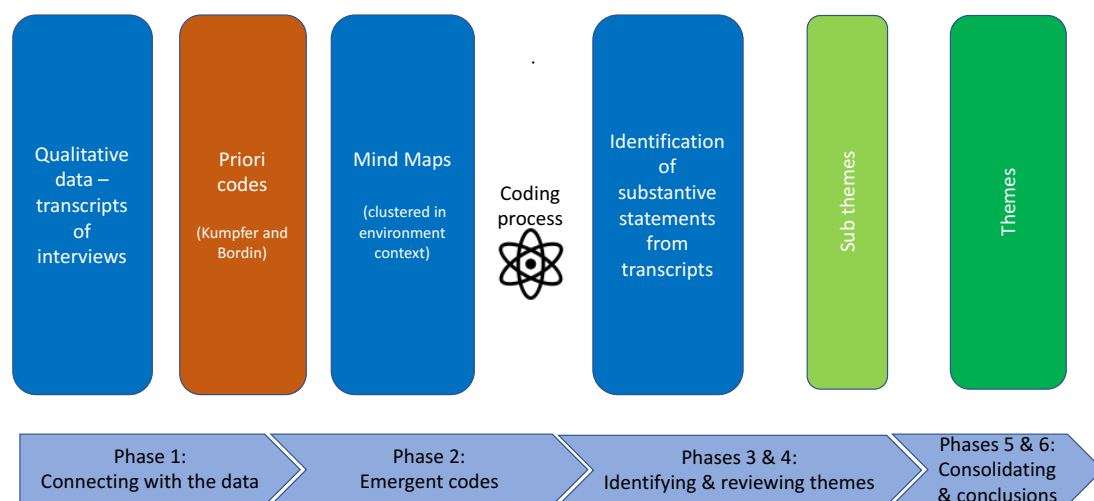 Qualitative
data –
transcripts
of
interviews
Priori
codes
(Kumpfer and
Bordin)
Mind Maps
(clustered in
environment
context)
.
Coding
process
Identification
of
substantive
statements
from
transcripts
Sub themes
Themes
Phase 1:
Connecting with the data
Phase 2:
Emergent codes
Phases 3 & 4:
Identifying & reviewing themes
Phases 5 & 6:
Consolidating
& conclusions